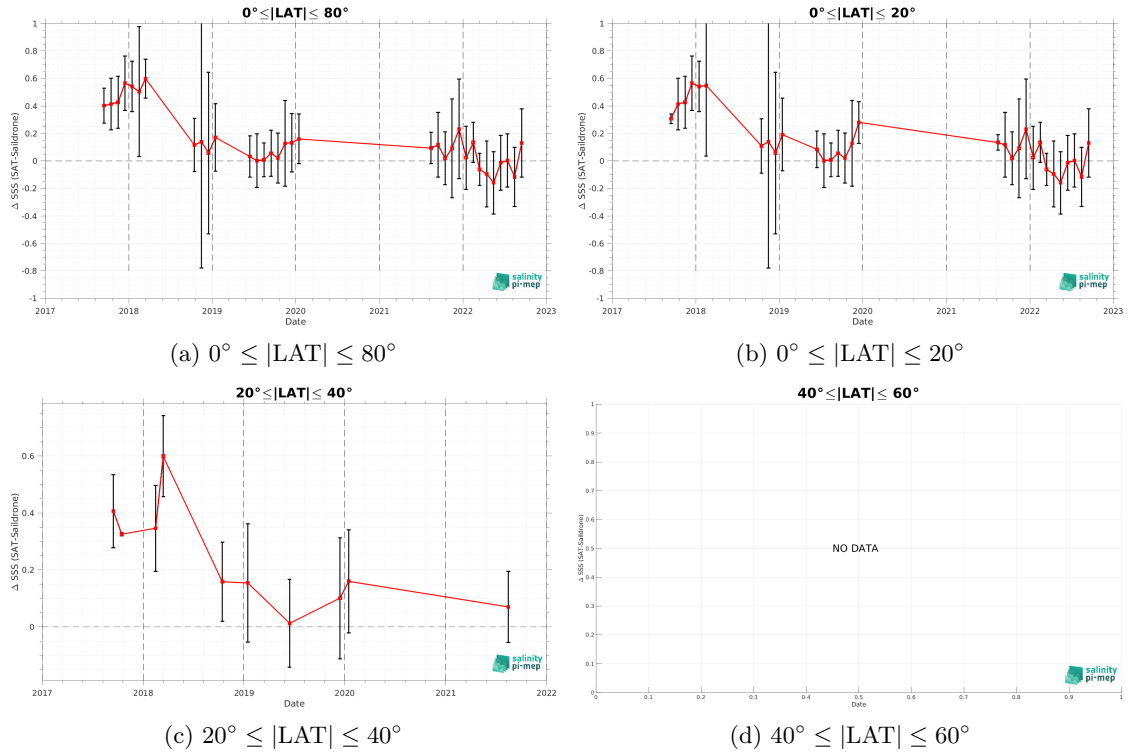 0°≤|LAT|≤ 80°
Δ SSS (SAT-Saildrone)
1
0.8
0.6
0.4
0.2
0
-0.2
-0.4
-0.6
-0.8
-1
2017 2018 2019 2020 2021 2022 2023
Date
salinity
pi-mep
(a) 0° ≤ |LAT| ≤ 80°
0°≤|LAT|≤ 20°
Δ SSS (SAT-Saildrone)
1
0.8
0.6
0.4
0.2
0
-0.2
-0.4
-0.6
-0.8
-1
2017 2018 2019 2020 2021 2022 2023
Date
salinity
pi-mep
(b) 0° ≤ |LAT| ≤ 20°
20°≤|LAT|≤ 40°
Δ SSS (SAT-Saildrone)
0.6
0.4
0.2
0
2017 2018 2019 2020 2021 2022
Date
salinity
pi-mep
(c) 20° ≤ |LAT| ≤ 40°
40°≤|LAT|≤ 60°
Δ SSS (SAT-Saildrone)
1
0.9
0.8
0.7
0.6
0.5
0.4
0.3
0.2
0.1
0
NO DATA
0 0.1 0.2 0.3 0.4 0.5 0.6 0.7 0.8 0.9 1
Date
salinity
pi-mep
(d) 40° ≤ |LAT| ≤ 60°